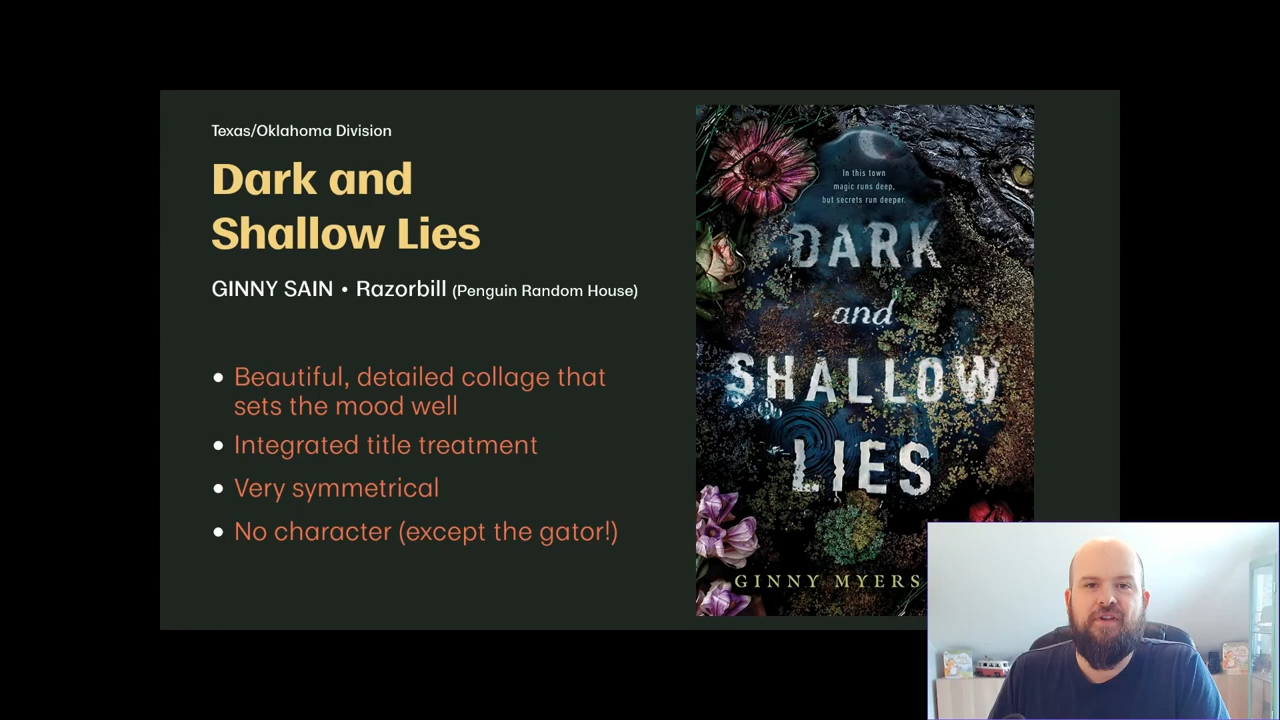 Texas/Oklahoma Division
Dark and
Shallow Lies
GINNY SAIN • Razorbill (Penguin Random House)
• Beautiful, detailed collage that
sets the mood well
• Integrated title treatment
• Very symmetrical
• No character (except the gator!)
In this town
magic runs deep,
but secrets run deeper.
DARK
and
SHALLOW
LIES
GINNY MYERS